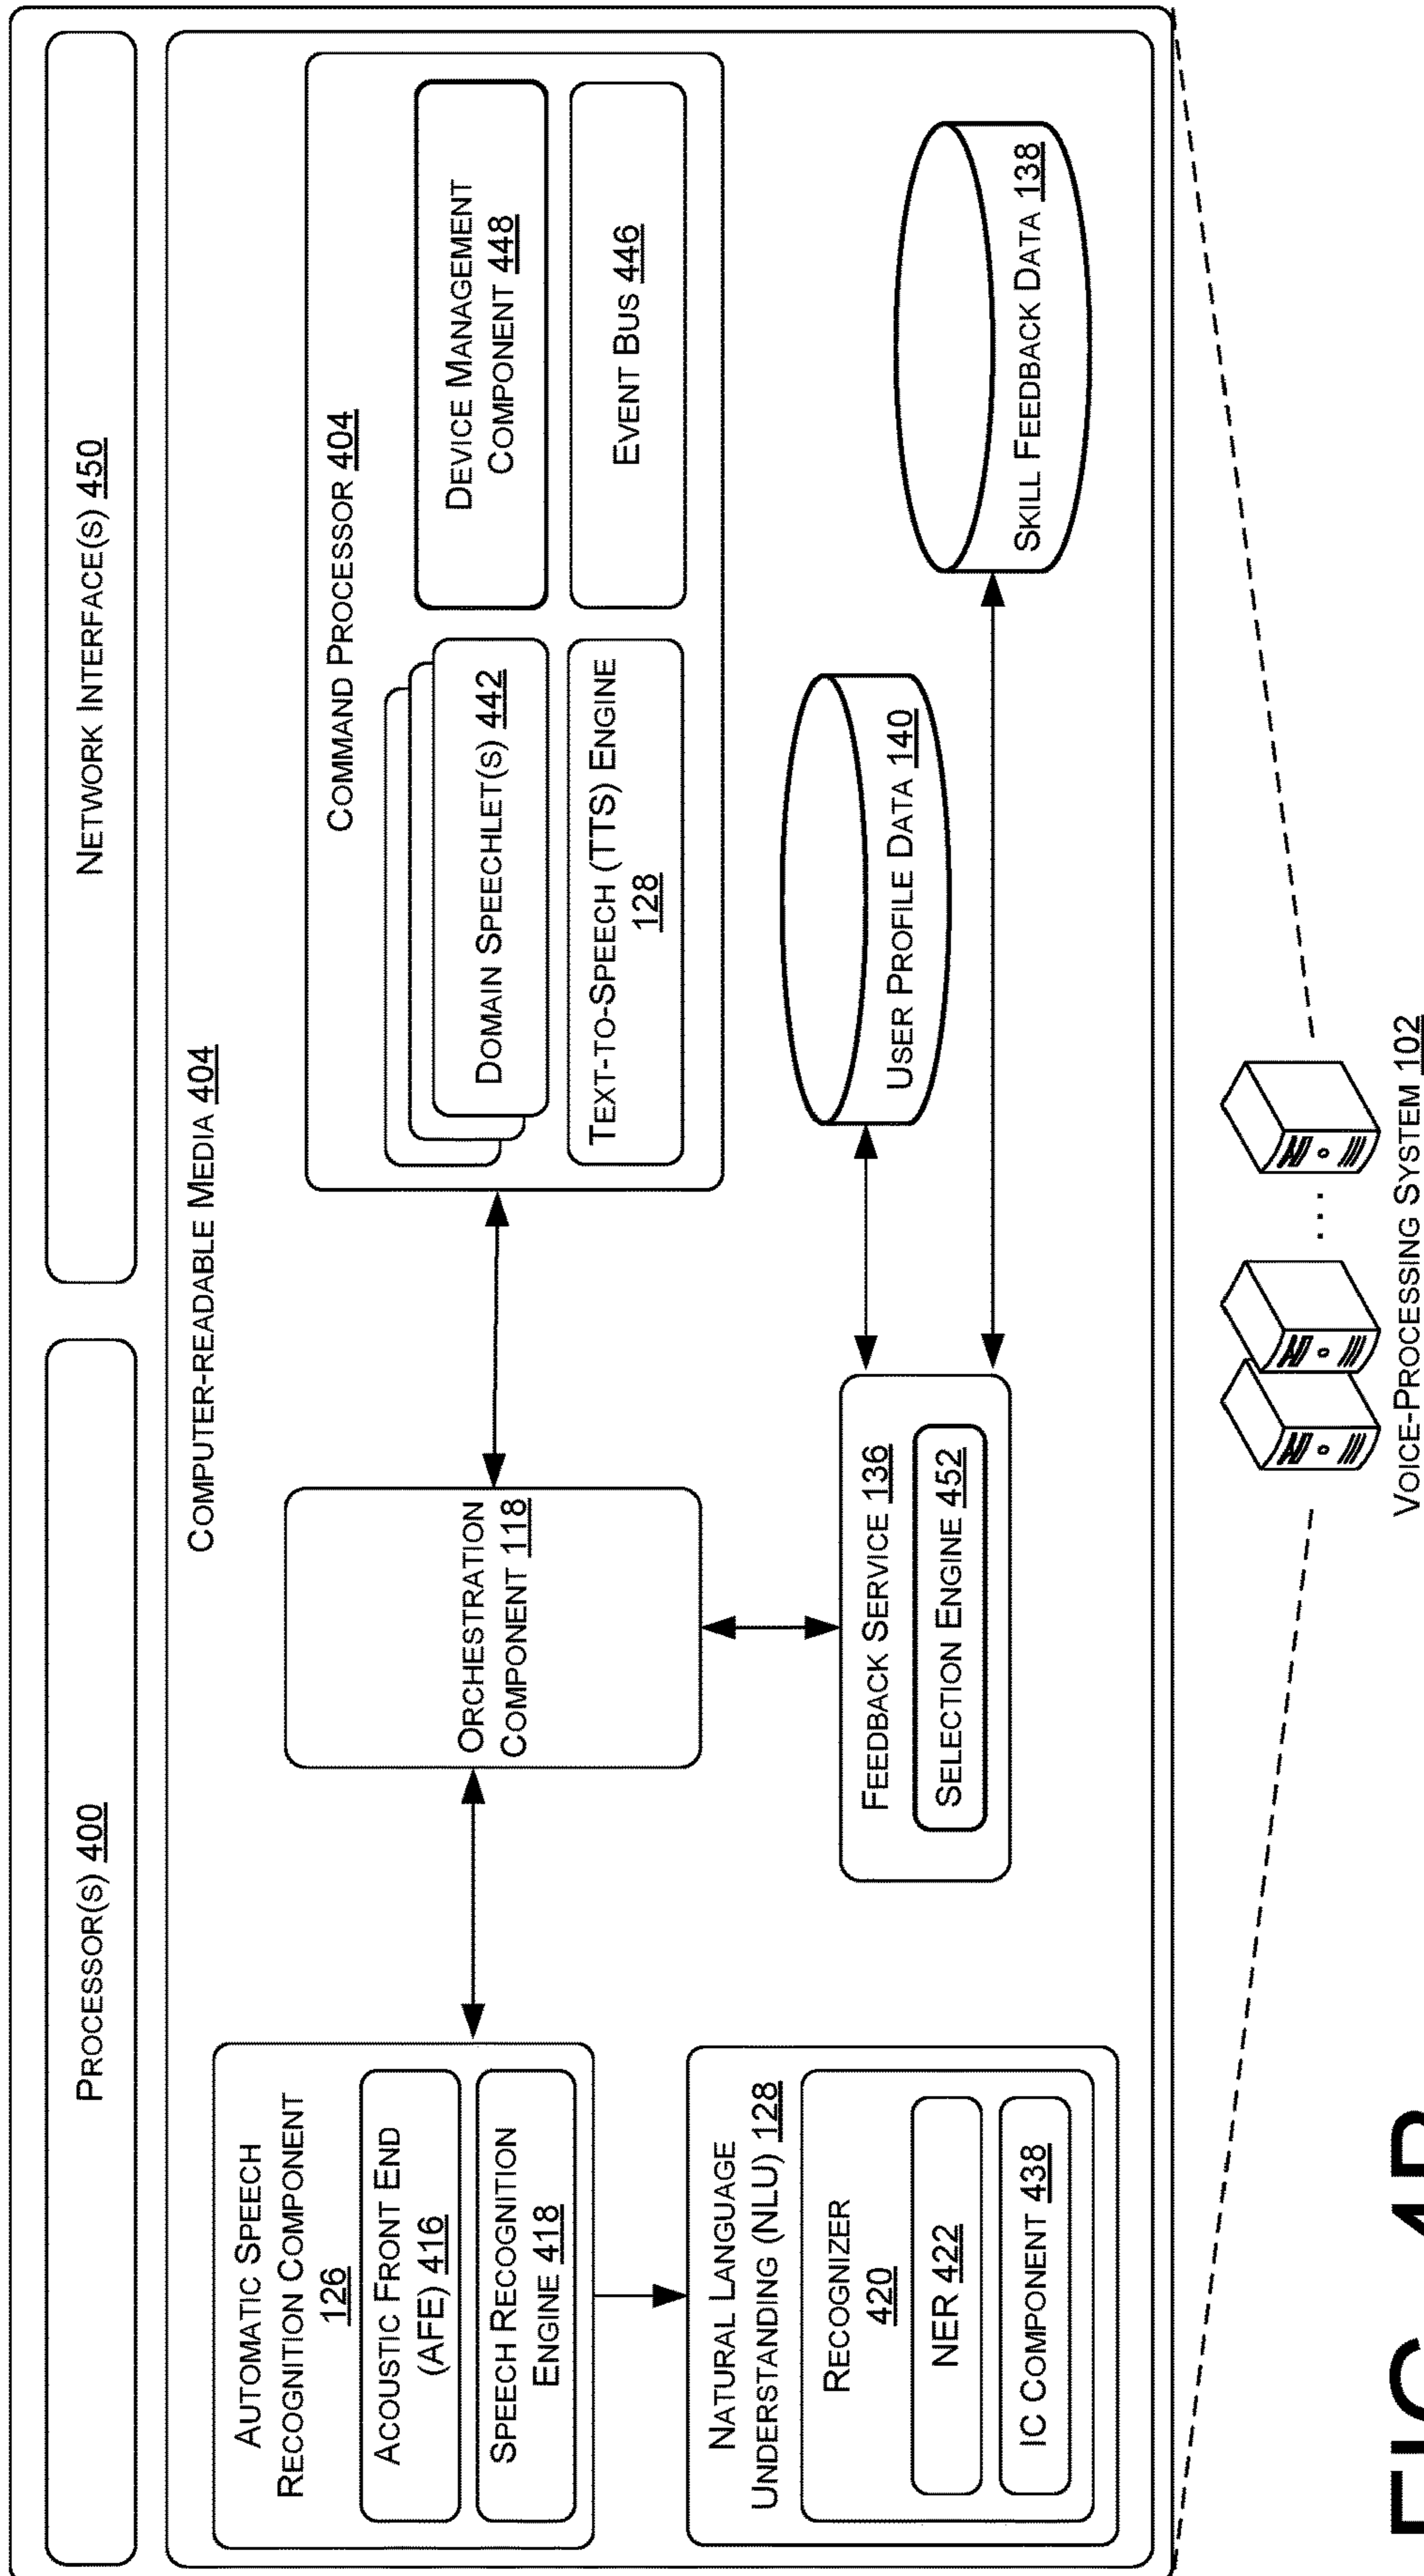 PROCESSOR(S) 400
NETWORK INTERFACE(S) 450
COMPUTER-READABLE MEDIA 404
AUTOMATIC SPEECH
RECOGNITION COMPONENT
126
ACOUSTIC FRONT END
(AFE) 416
SPEECH RECOGNITION
ENGINE 418
NATURAL LANGUAGE
UNDERSTANDING (NLU) 128
RECOGNIZER
420
NER 422
IC COMPONENT 438
ORCHESTRATION
COMPONENT 118
FEEDBACK SERVICE 136
SELECTION ENGINE 452
COMMAND PROCESSOR 404
DOMAIN SPEECHLET(S) 442
DEVICE MANAGEMENT
COMPONENT 448
TEXT-TO-SPEECH (TTS) ENGINE
128
EVENT BUS 446
USER PROFILE DATA 140
SKILL FEEDBACK DATA 138
VOICE-PROCESSING SYSTEM 102